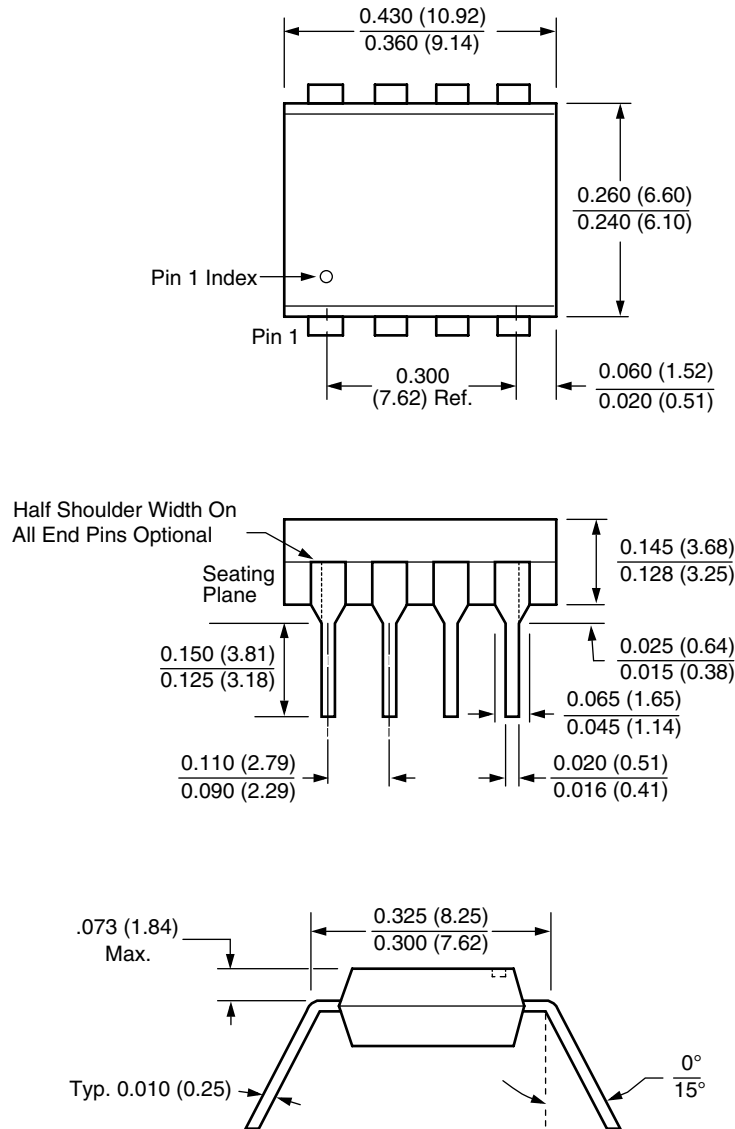 0.430 (10.92)
0.360 (9.14)
0.260 (6.60)
0.240 (6.10)
Pin 1 Index
Pin 1
0.300
(7.62) Ref.
0.060 (1.52)
0.020 (0.51)
Half Shoulder Width On
All End Pins Optional
Seating
Plane
0.145 (3.68)
0.128 (3.25)
0.150 (3.81)
0.125 (3.18)
0.025 (0.64)
0.015 (0.38)
0.065 (1.65)
0.045 (1.14)
0.110 (2.79)
0.090 (2.29)
0.020 (0.51)
0.016 (0.41)
.073 (1.84)
Max.
0.325 (8.25)
0.300 (7.62)
Typ. 0.010 (0.25)
0°
15°